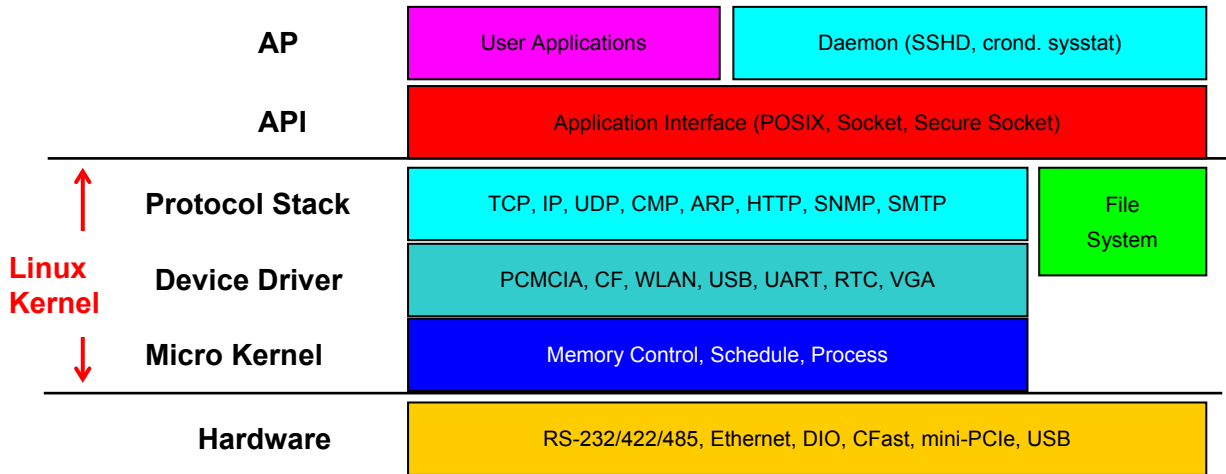 AP
User Applications
Daemon (SSHD, crond. sysstat)
API
Application Interface (POSIX, Socket, Secure Socket)
Linux
Kernel
Protocol Stack
TCP, IP, UDP, CMP, ARP, HTTP, SNMP, SMTP
File
System
Device Driver
PCMCIA, CF, WLAN, USB, UART, RTC, VGA
Micro Kernel
Memory Control, Schedule, Process
Hardware
RS-232/422/485, Ethernet, DIO, CFast, mini-PCIe, USB